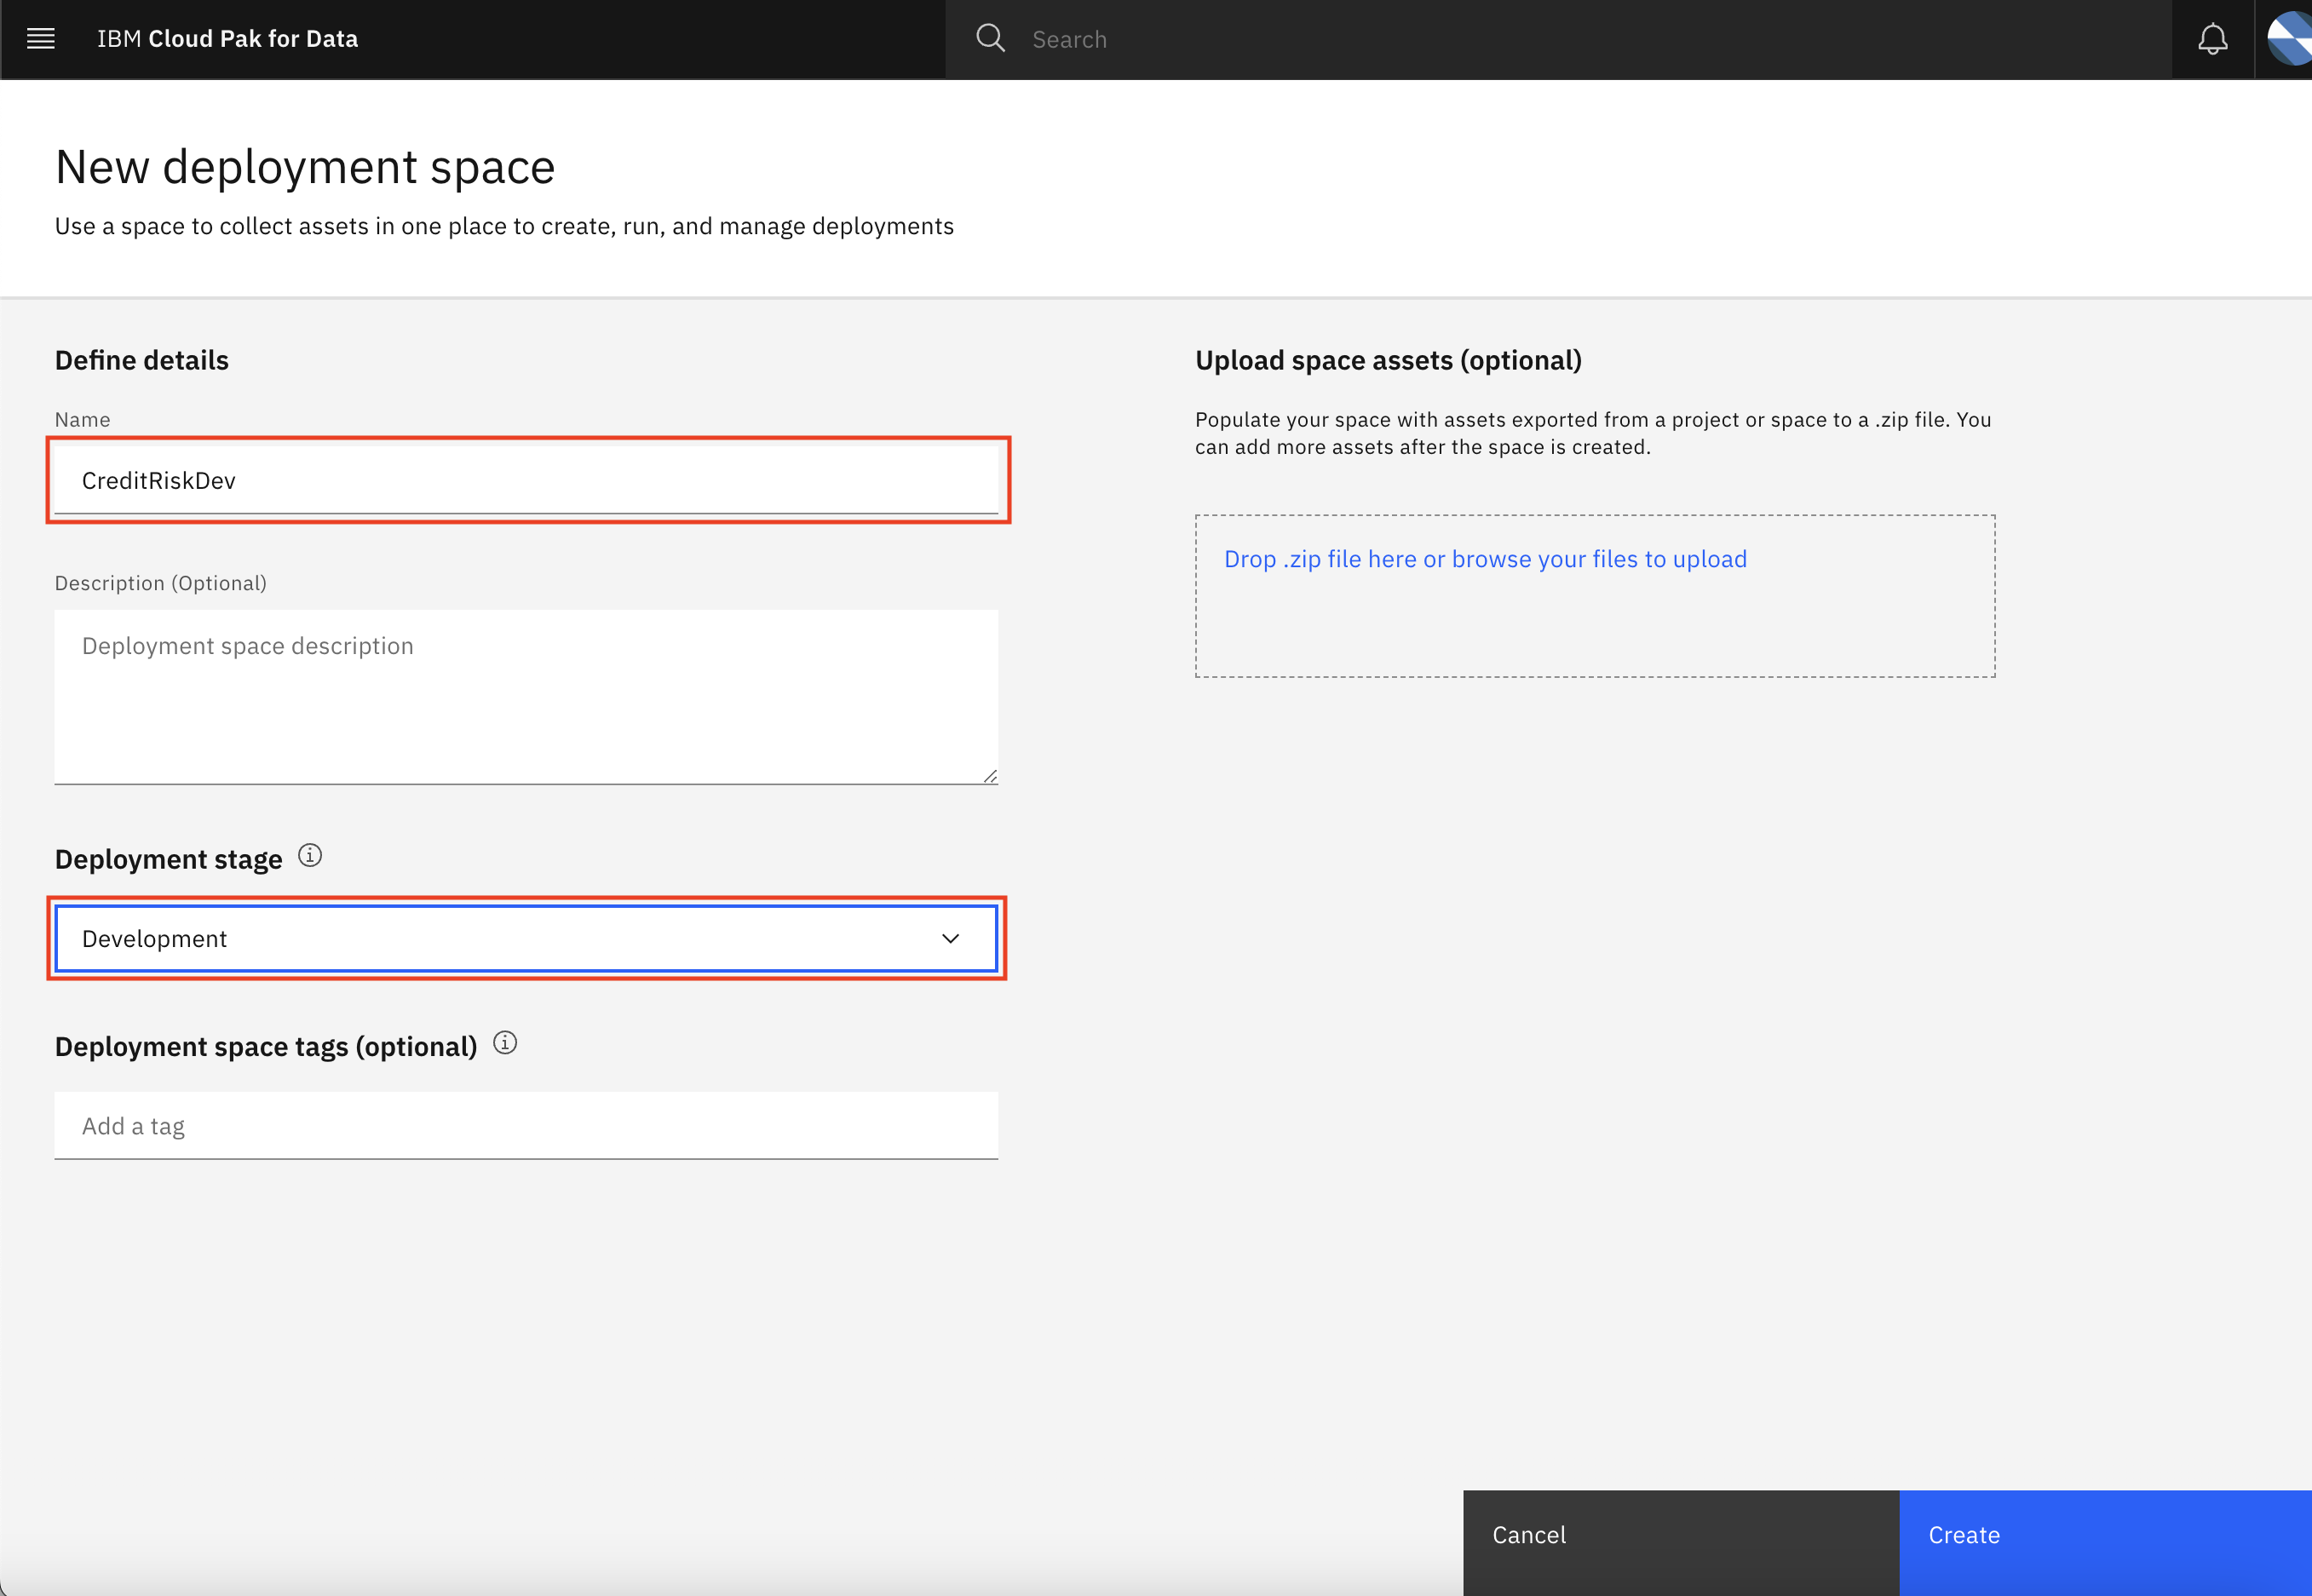 IBM Cloud Pak for Data
Search
New deployment space
Use a space to collect assets in one place to create, run, and manage deployments
Define details
Name
CreditRiskDev
Description (Optional)
Deployment space description
Deployment stage
Development
Deployment space tags (optional)
Add a tag
Upload space assets (optional)
Populate your space with assets exported from a project or space to a .zip file. You
can add more assets after the space is created.
Drop .zip file here or browse your files to upload
Cancel
Create